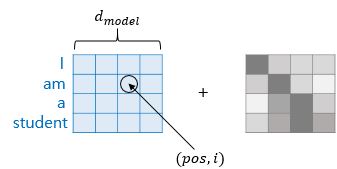 d_model
I
am
a
student
+
(pos, i)